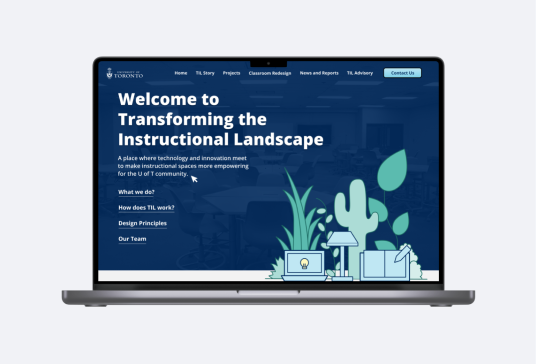 UNIVERSITY OF
TORONTO
Home
TIL Story
Projects
Classroom Redesign
News and Reports
TIL Advisory
Contact Us
Welcome to
Transforming the
Instructional Landscape
A place where technology and innovation meet
to make instructional spaces more empowering
for the U of T community.
What we do?
How does TIL work?
Design Principles
Our Team